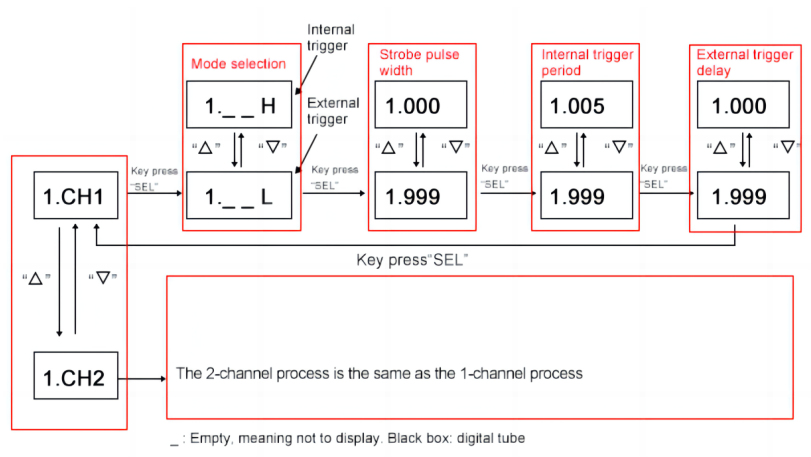 Internal
trigger
Mode selection
Strobe pulse
width
Internal trigger
period
External trigger
delay
1._ _ H
External
trigger
1.000
1.005
1.000
“△” “▽”
“△” “▽”
“△” “▽”
“△” “▽”
Key press
“SEL”
Key press
“SEL”
Key press
“SEL”
Key press
“SEL”
1.CH1
1._ _ L
1.999
1.999
1.999
Key press“SEL”
“△” “▽”
1.CH2
The 2-channel process is the same as the 1-channel process
_ : Empty, meaning not to display. Black box: digital tube